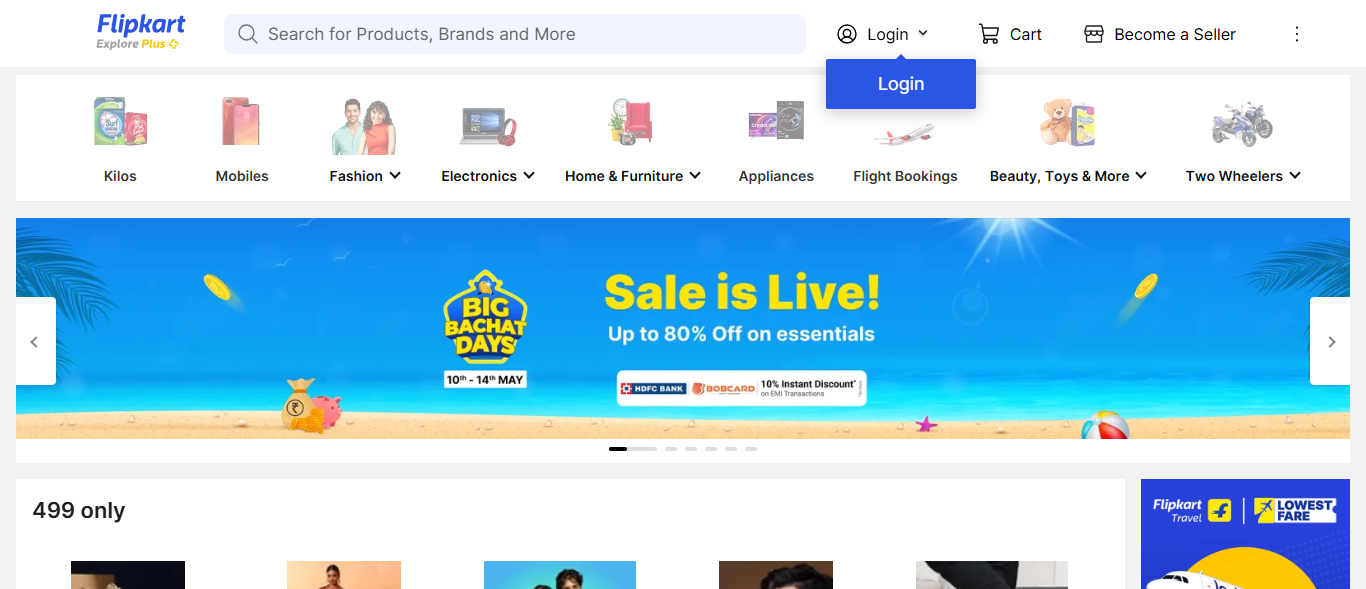 Flipkart
Explore Plus
Search for Products, Brands and More
Login
Cart
Become a Seller
Login
Surf
Kilos
Mobiles
Fashion
Electronics
Home & Furniture
Appliances
Flight Bookings
Beauty, Toys & More
Two Wheelers
BIG
BACHAT
DAYS
10th - 14th MAY
Sale is Live!
Up to 80% Off on essentials
HDFC BANK
BOBCARD
10% Instant Discount*
on EMI Transactions
₹
499 only
Flipkart
Travel
LOWEST
FARE